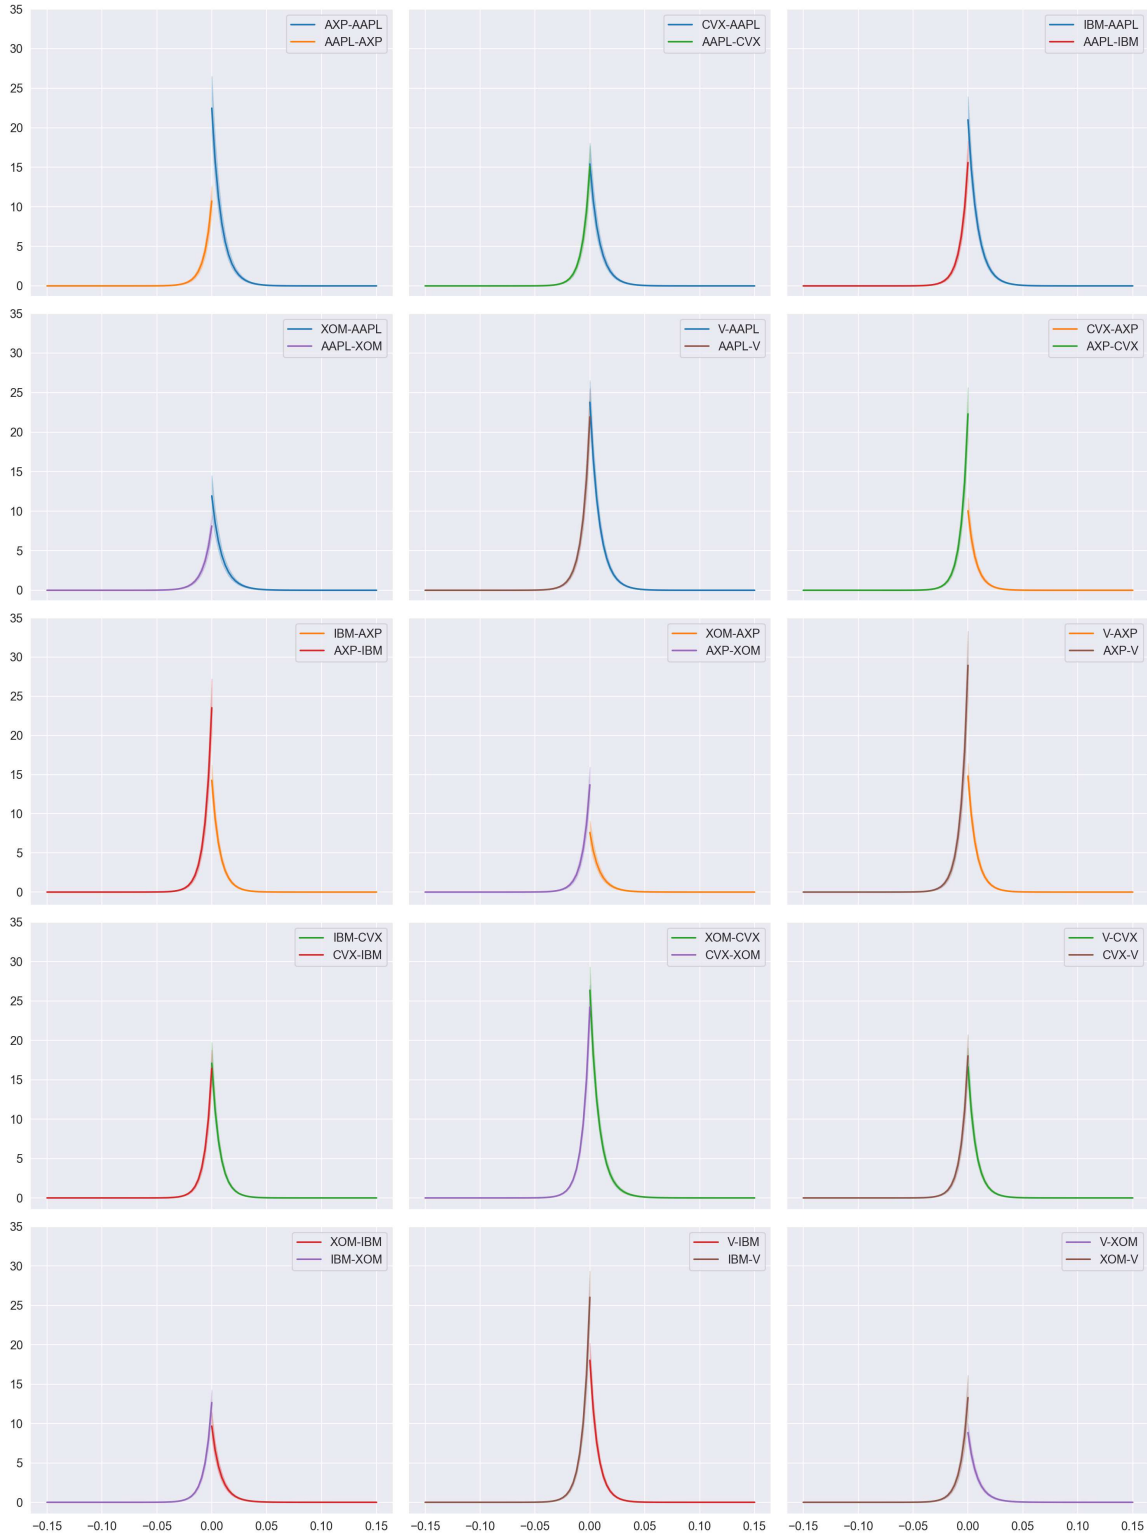 35
30
25
20
15
10
5
0
AXP-AAPL
AAPL-AXP
CVX-AAPL
AAPL-CVX
IBM-AAPL
AAPL-IBM
35
30
25
20
15
10
5
0
XOM-AAPL
AAPL-XOM
V-AAPL
AAPL-V
CVX-AXP
AXP-CVX
35
30
25
20
15
10
5
0
IBM-AXP
AXP-IBM
XOM-AXP
AXP-XOM
V-AXP
AXP-V
35
30
25
20
15
10
5
0
IBM-CVX
CVX-IBM
XOM-CVX
CVX-XOM
V-CVX
CVX-V
35
30
25
20
15
10
5
0
XOM-IBM
IBM-XOM
V-IBM
IBM-V
V-XOM
XOM-V
−0.15 −0.10 −0.05 0.00 0.05 0.10 0.15
−0.15 −0.10 −0.05 0.00 0.05 0.10 0.15
−0.15 −0.10 −0.05 0.00 0.05 0.10 0.15